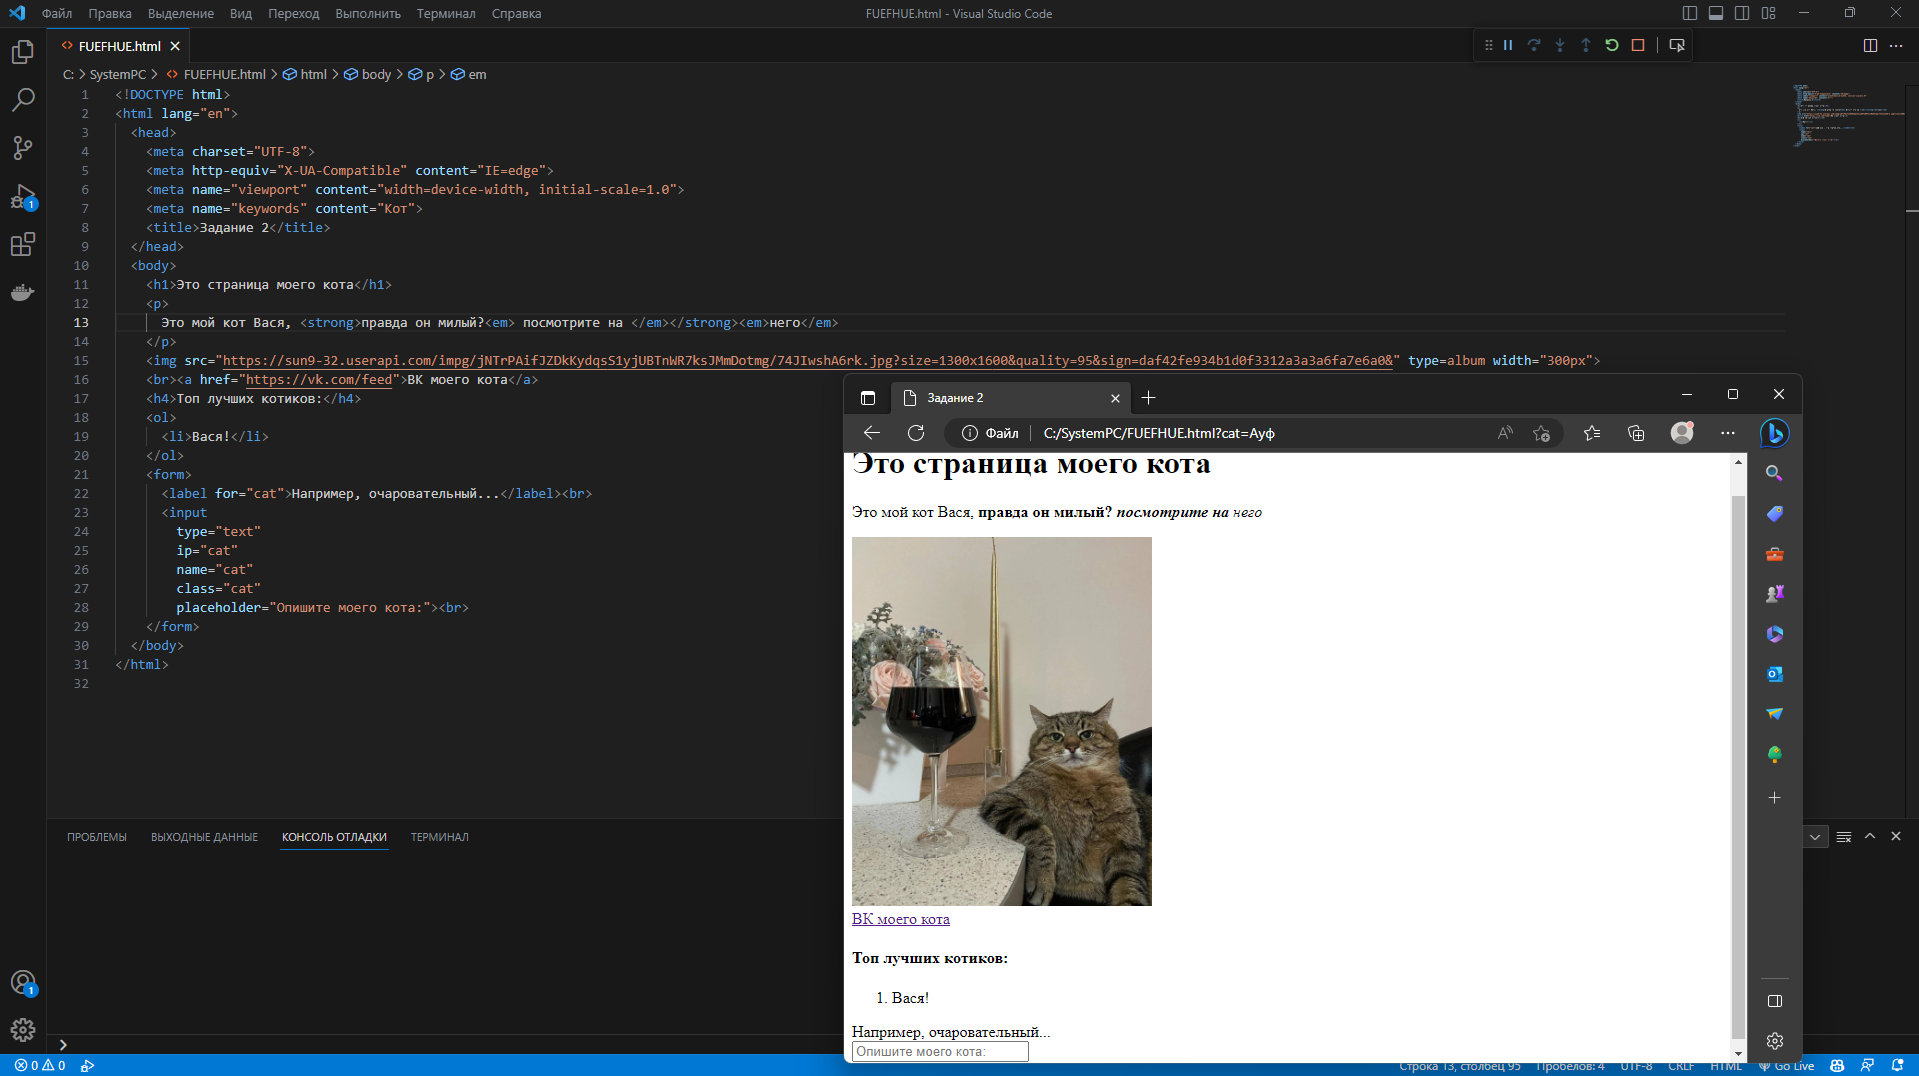 Файл Правка Выделение Вид Переход Выполнить Терминал Справка
FUEFHUE.html - Visual Studio Code
FUEFHUE.html
C: > SystemPC > FUEFHUE.html > html > body > p > em
1 <!DOCTYPE html>
2 <html lang="en">
3 <head>
4 <meta charset="UTF-8">
5 <meta http-equiv="X-UA-Compatible" content="IE=edge">
6 <meta name="viewport" content="width=device-width, initial-scale=1.0">
7 <meta name="keywords" content="Кот">
8 <title>Задание 2</title>
9 </head>
10 <body>
11 <h1>Это страница моего кота</h1>
12 <p>
13 Это мой кот Вася, <strong>правда он милый?<em> посмотрите на </em></strong><em>него</em>
14 </p>
15 <img src="https://sun9-32.userapi.com/impg/jNTrPAifJZDkKydqsS1yjUBTnWR7ksJMmDotmg/74JIwshA6rk.jpg?size=1300x1600&quality=95&sign=daf42fe934b1d0f3312a3a3a6fa7e6a0&" type=album width="300px">
16 <br><a href="https://vk.com/feed">ВК моего кота</a>
17 <h4>Топ лучших котиков:</h4>
18 <ol>
19 <li>Вася!</li>
20 </ol>
21 <form>
22 <label for="cat">Например, очаровательный...</label><br>
23 <input
24 type="text"
25 ip="cat"
26 name="cat"
27 class="cat"
28 placeholder="Опишите моего кота:"><br>
29 </form>
30 </body>
31 </html>
32
Задание 2
Файл C:/SystemPC/FUEFHUE.html?cat=Ауф
Это страница моего кота
Это мой кот Вася, правда он милый? посмотрите на него
ВК моего кота
Топ лучших котиков:
1. Вася!
Например, очаровательный...
Опишите моего кота:
ПРОБЛЕМЫ ВЫХОДНЫЕ ДАННЫЕ КОНСОЛЬ ОТЛАДКИ ТЕРМИНАЛ
1
1
0 0
Строка 13, столбец 95 Пробелов: 4 UTF-8 CRLF HTML Go Live